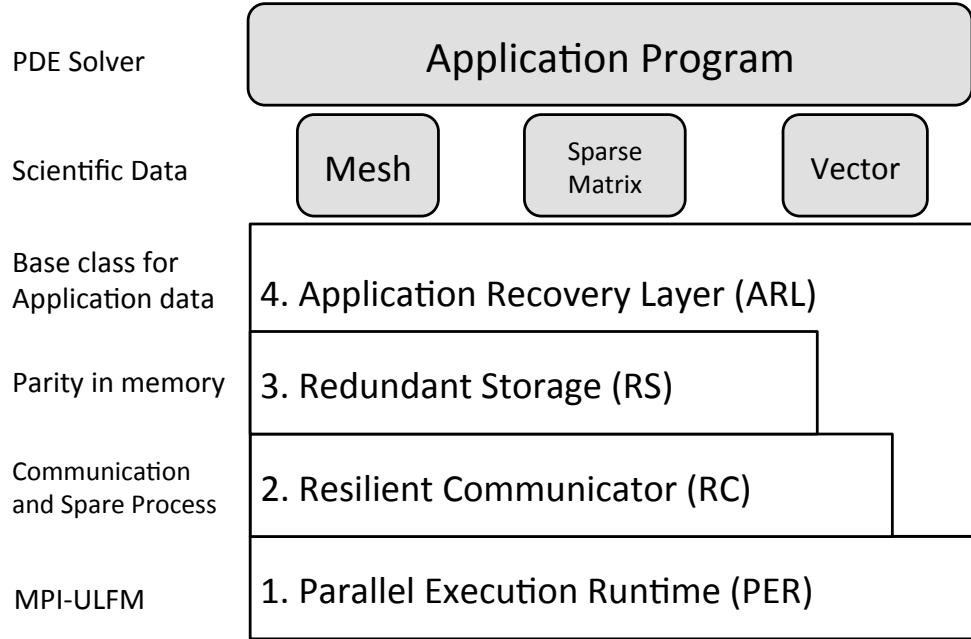 PDE Solver
Application Program
Scientific Data
Mesh
Sparse
Matrix
Vector
Base class for
Application data
4. Application Recovery Layer (ARL)
Parity in memory
3. Redundant Storage (RS)
Communication
and Spare Process
2. Resilient Communicator (RC)
MPI-ULFM
1. Parallel Execution Runtime (PER)